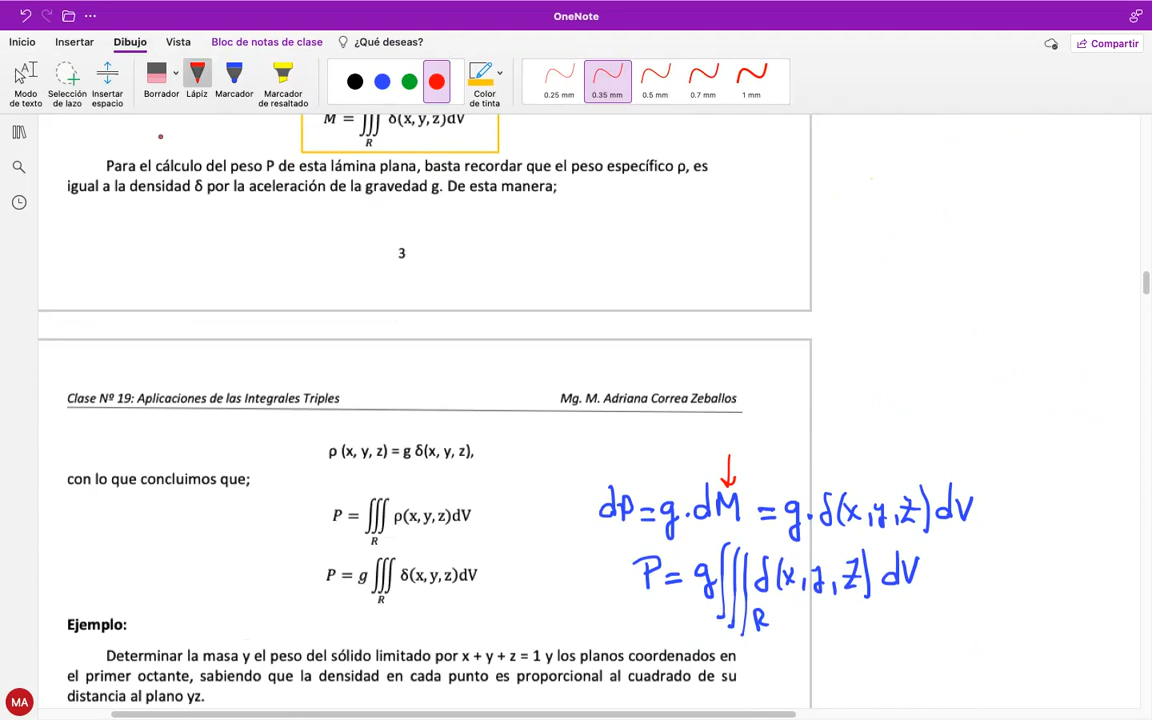 OneNote
Inicio Insertar Dibujo Vista Bloc de notas de clase ¿Qué deseas? Compartir
Modo de texto
Selección de lazo
Insertar espacio
Borrador
Lápiz
Marcador
Marcador de resaltado
Color de tinta
0.25 mm 0.35 mm 0.5 mm 0.7 mm 1 mm
M = ∭_R δ(x, y, z)dV
Para el cálculo del peso P de esta lámina plana, basta recordar que el peso específico ρ, es
igual a la densidad δ por la aceleración de la gravedad g. De esta manera;
3
Clase Nº 19: Aplicaciones de las Integrales Triples Mg. M. Adriana Correa Zeballos
ρ (x, y, z) = g δ(x, y, z),
con lo que concluimos que;
P = ∭_R ρ(x, y, z)dV
dP = g · dM = g · δ(x, y, z) dV
P = g ∭_R δ(x, y, z)dV
P = g ∭_R δ(x, y, z) dV
Ejemplo:
Determinar la masa y el peso del sólido limitado por x + y + z = 1 y los planos coordenados en
el primer octante, sabiendo que la densidad en cada punto es proporcional al cuadrado de su
distancia al plano yz.
MA